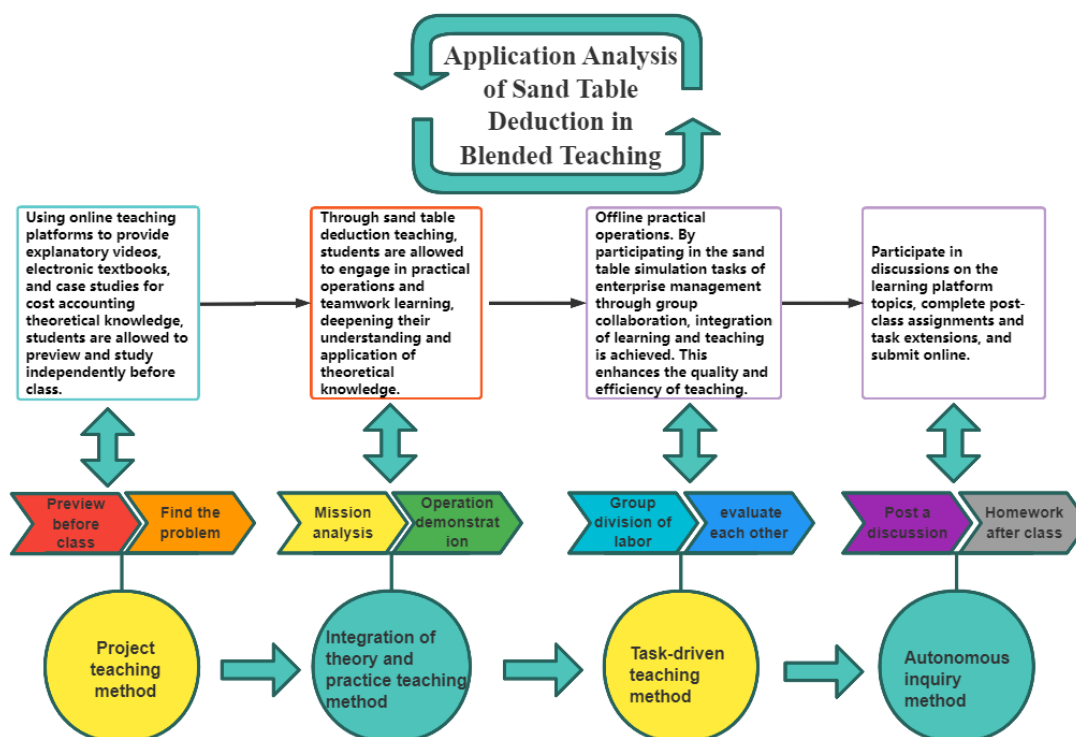 Application Analysis
of Sand Table
Deduction in
Blended Teaching
Using online teaching
platforms to provide
explanatory videos,
electronic textbooks,
and case studies for
cost accounting
theoretical knowledge,
students are allowed to
preview and study
independently before
class.
Through sand table
deduction teaching,
students are allowed
to engage in practical
operations and
teamwork learning,
deepening their
understanding and
application of
theoretical
knowledge.
Offline practical
operations. By
participating in the sand
table simulation tasks of
enterprise management
through group
collaboration, integration
of learning and teaching
is achieved. This
enhances the quality and
efficiency of teaching.
Participate in
discussions on the
learning platform
topics, complete post-
class assignments and
task extensions, and
submit online.
Preview
before
class
Find the
problem
Mission
analysis
Operation
demonstrat
ion
Group
division of
labor
evaluate
each other
Post a
discussion
Homework
after class
Project
teaching
method
Integration of
theory and
practice teaching
method
Task-driven
teaching
method
Autonomous
inquiry
method